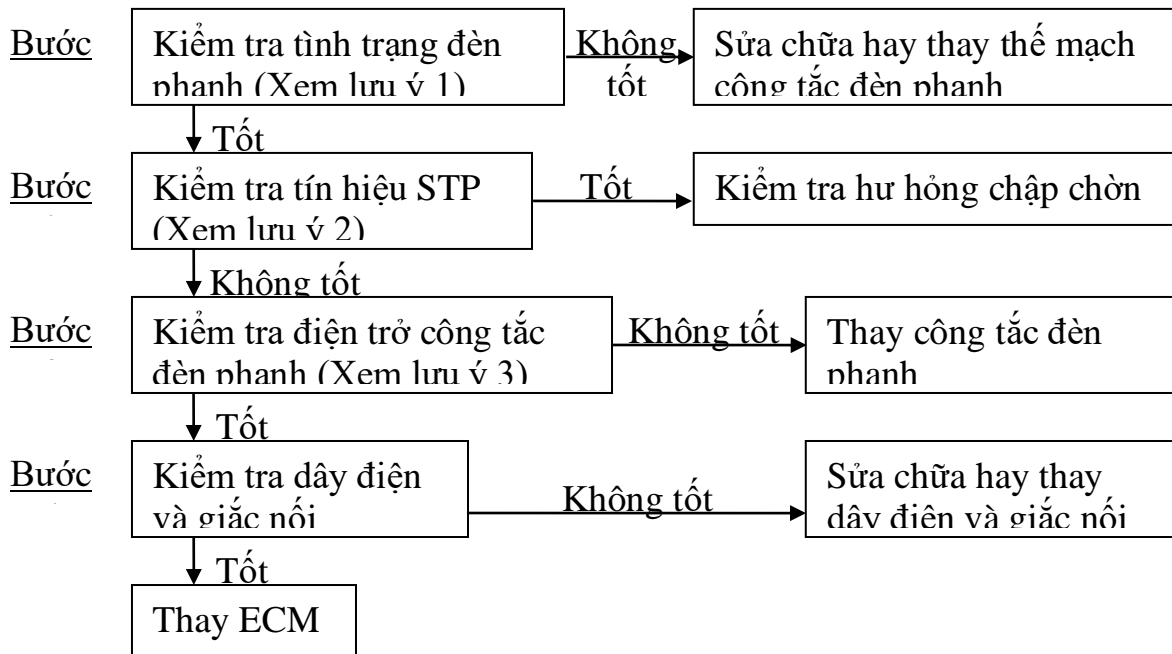 Bước
Kiểm tra tình trạng đèn
phanh (Xem lưu ý 1)
Không
tốt
Sửa chữa hay thay thế mạch
công tắc đèn phanh
Tốt
Bước
Kiểm tra tín hiệu STP
(Xem lưu ý 2)
Tốt
Kiểm tra hư hỏng chập chờn
Không tốt
Bước
Kiểm tra điện trở công tắc
đèn phanh (Xem lưu ý 3)
Không tốt
Thay công tắc đèn
phanh
Tốt
Bước
Kiểm tra dây điện
và giắc nối
Không tốt
Sửa chữa hay thay
dây điện và giắc nối
Tốt
Thay ECM